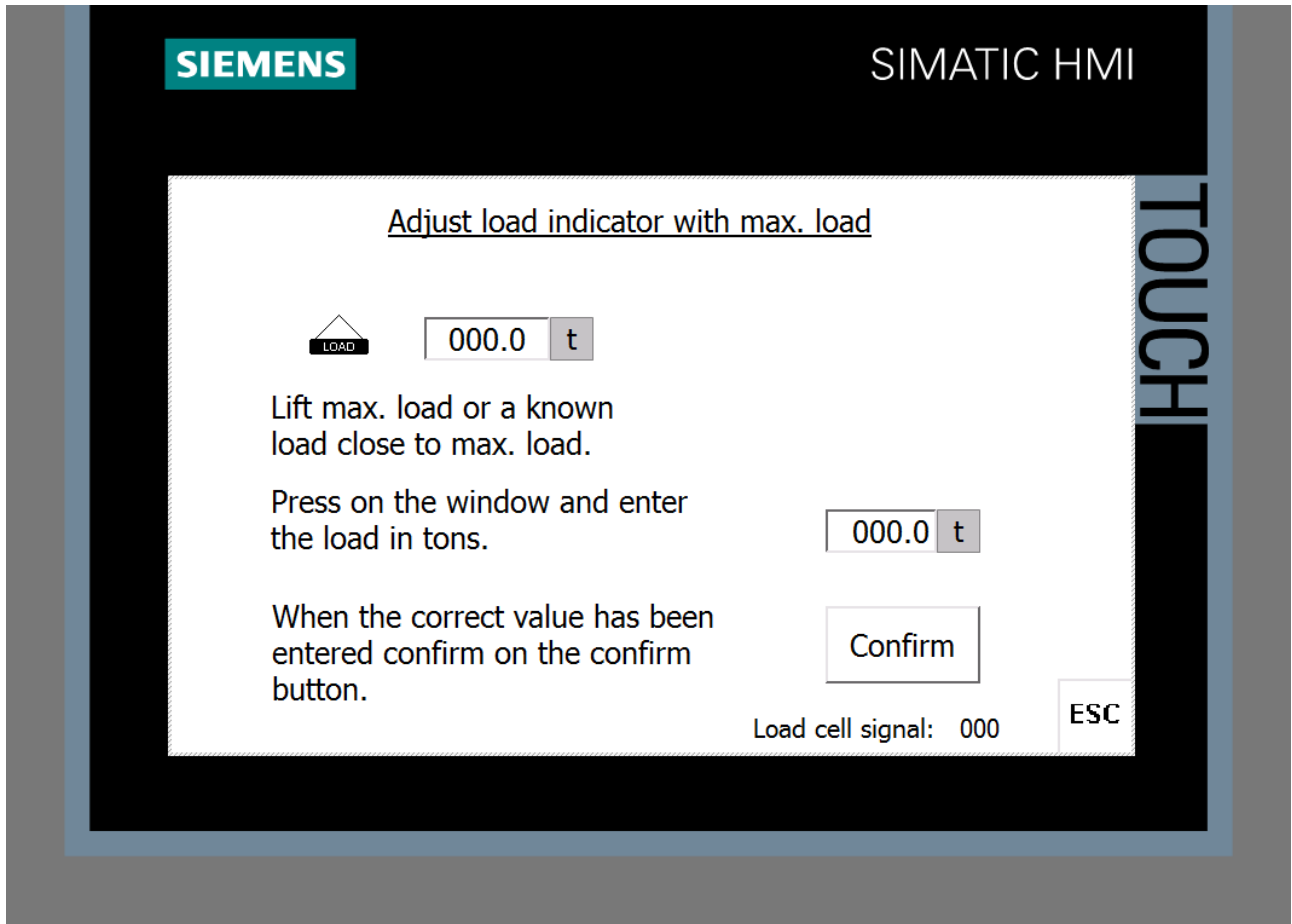 SIEMENS
SIMATIC HMI
TOUCH
Adjust load indicator with max. load
LOAD
000.0 t
Lift max. load or a known
load close to max. load.
Press on the window and enter
the load in tons.
000.0 t
When the correct value has been
entered confirm on the confirm
button.
Confirm
Load cell signal: 000
ESC